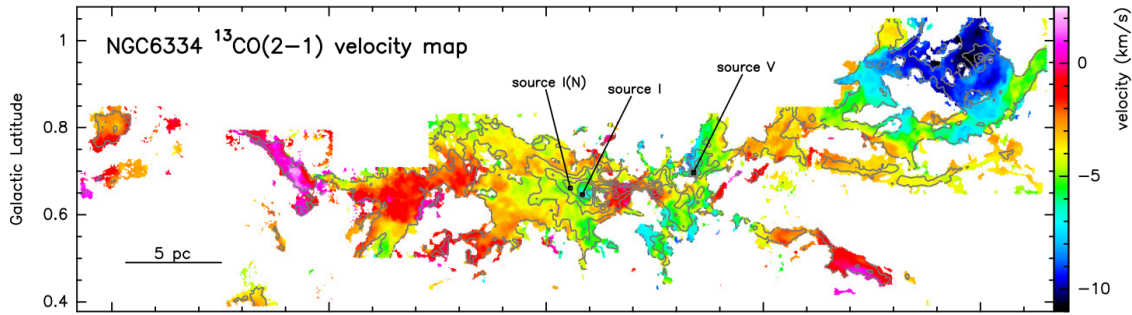 NGC6334 ¹³CO(2−1) velocity map
source I(N)
source I
source V
5 pc
Galactic Latitude
1
0.8
0.6
0.4
0
−5
−10
velocity (km/s)